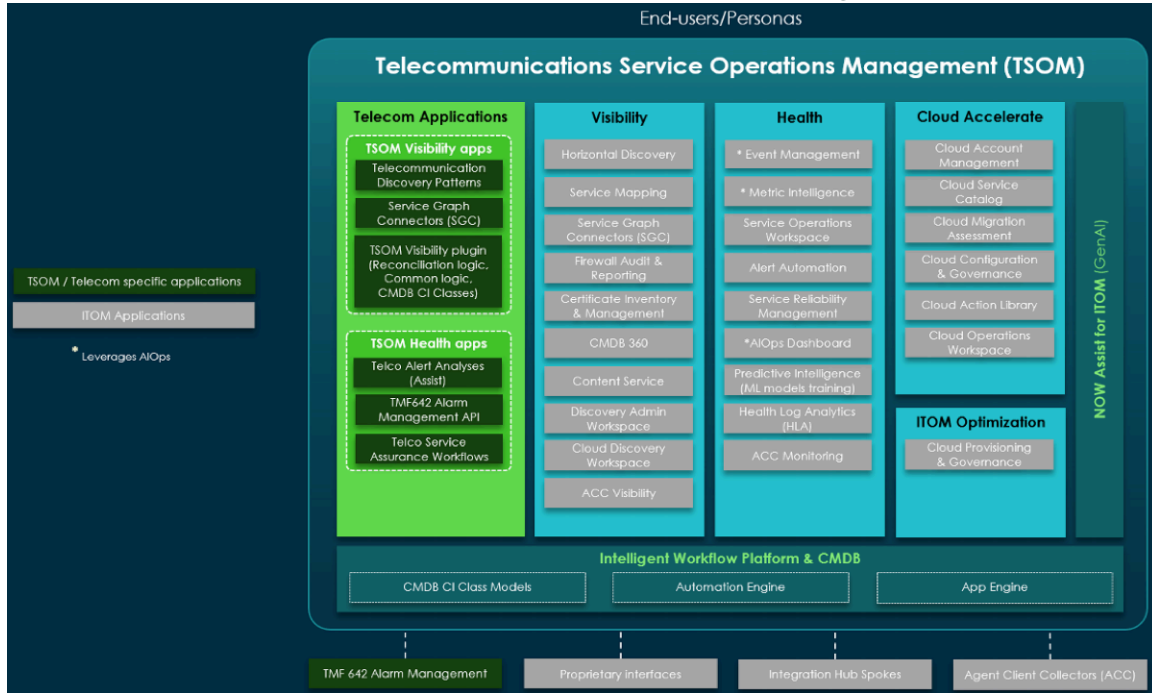 End-users/Personas
Telecommunications Service Operations Management (TSOM)
Telecom Applications
TSOM Visibility apps
Telecommunication
Discovery Patterns
Service Graph
Connectors (SGC)
TSOM Visibility plugin
(Reconciliation logic,
Common logic,
CMDB CI Classes)
TSOM Health apps
Telco Alert Analyses
(Assist)
TMF642 Alarm
Management API
Telco Service
Assurance Workflows
Visibility
Horizontal Discovery
Service Mapping
Service Graph
Connectors (SGC)
Firewall Audit &
Reporting
Certificate Inventory
& Management
CMDB 360
Content Service
Discovery Admin
Workspace
Cloud Discovery
Workspace
ACC Visibility
Health
* Event Management
* Metric Intelligence
Service Operations
Workspace
Alert Automation
Service Reliability
Management
*AIOps Dashboard
Predictive Intelligence
(ML models training)
Health Log Analytics
(HLA)
ACC Monitoring
Cloud Accelerate
Cloud Account
Management
Cloud Service
Catalog
Cloud Migration
Assessment
Cloud Configuration
& Governance
Cloud Action Library
Cloud Operations
Workspace
ITOM Optimization
Cloud Provisioning
& Governance
NOW Assist for ITOM (GenAI)
TSOM / Telecom specific applications
ITOM Applications
* Leverages AIOps
Intelligent Workflow Platform & CMDB
CMDB CI Class Models
Automation Engine
App Engine
TMF 642 Alarm Management
Proprietary Interfaces
Integration Hub Spokes
Agent Client Collectors (ACC)